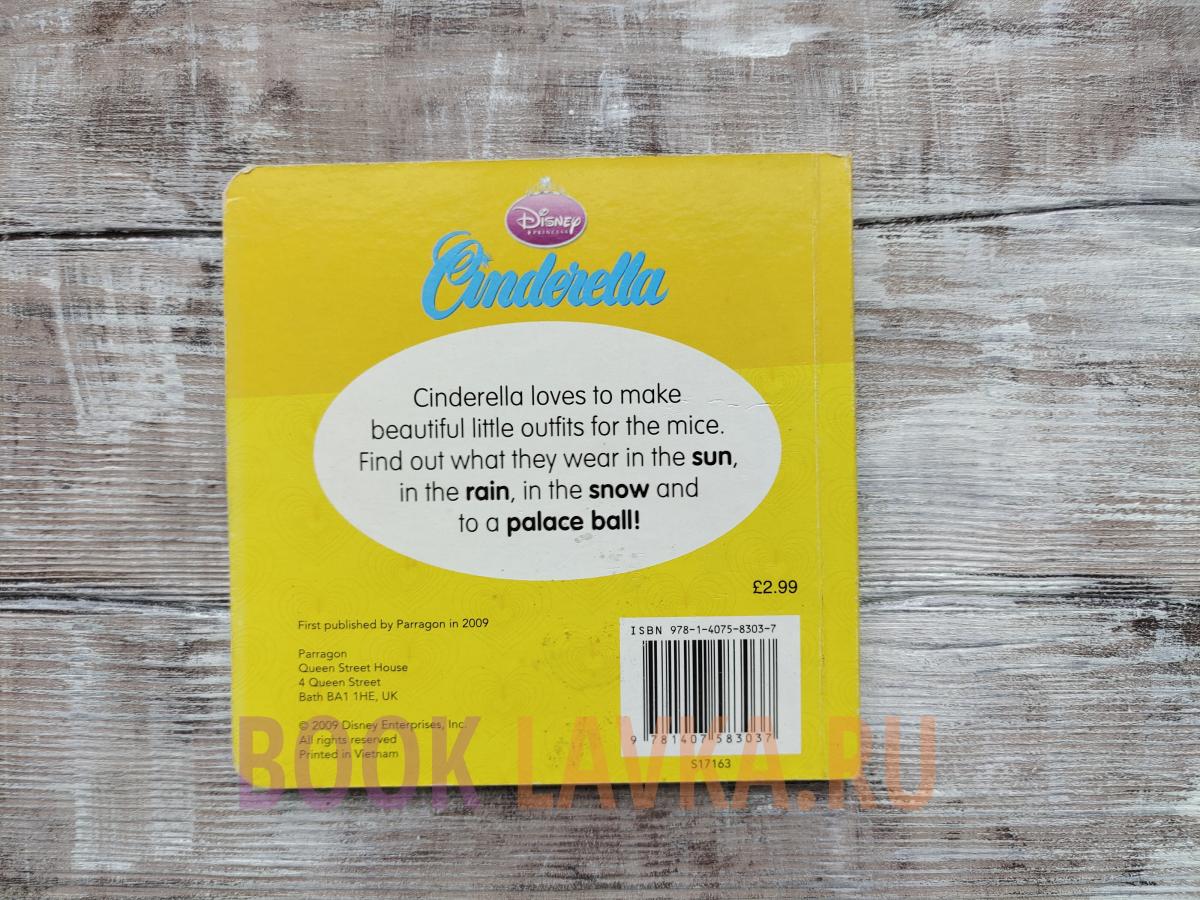 Disney
PRINCESS
Cinderella
Cinderella loves to make
beautiful little outfits for the mice.
Find out what they wear in the sun,
in the rain, in the snow and
to a palace ball!
£2.99
First published by Parragon in 2009
ISBN 978-1-4075-8303-7
Parragon
Queen Street House
4 Queen Street
Bath BA1 1HE, UK
© 2009 Disney Enterprises, Inc.
All rights reserved
Printed in Vietnam
9 781407 583037
S17163
BOOK LAVKA.RU